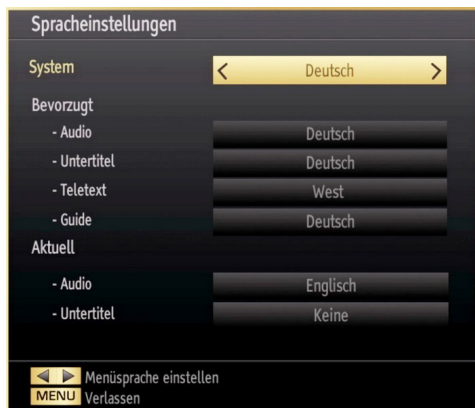 Spracheinstellungen
System Deutsch
Bevorzugt
- Audio Deutsch
- Untertitel Deutsch
- Teletext West
- Guide Deutsch
Aktuell
- Audio Englisch
- Untertitel Keine
Menüsprache einstellen
MENU Verlassen